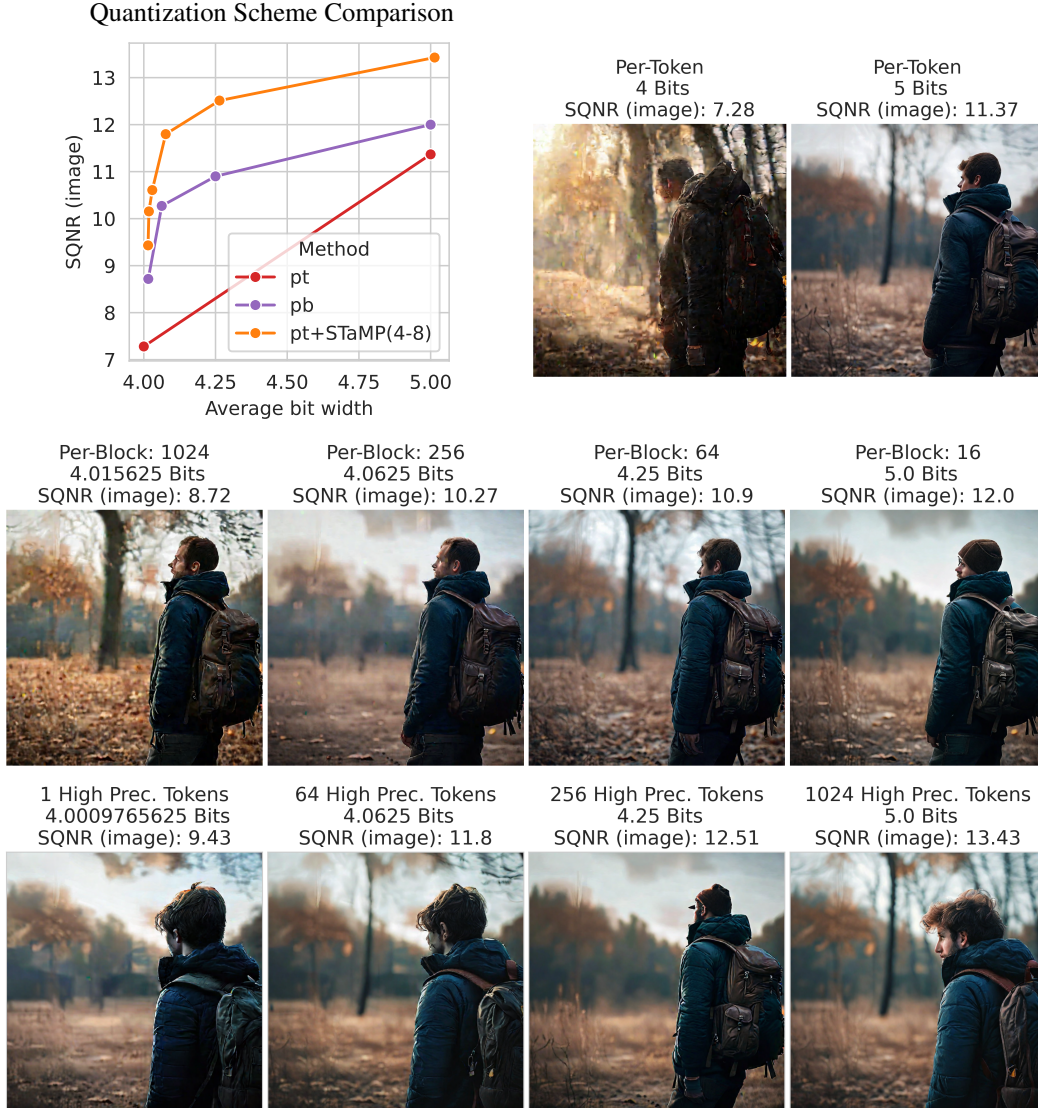 Quantization Scheme Comparison
13
12
11
10
9
8
7
SQNR (image)
Method
pt
pb
pt+STaMP(4-8)
4.00 4.25 4.50 4.75 5.00
Average bit width
Per-Token
4 Bits
SQNR (image): 7.28
Per-Token
5 Bits
SQNR (image): 11.37
Per-Block: 1024
4.015625 Bits
SQNR (image): 8.72
Per-Block: 256
4.0625 Bits
SQNR (image): 10.27
Per-Block: 64
4.25 Bits
SQNR (image): 10.9
Per-Block: 16
5.0 Bits
SQNR (image): 12.0
1 High Prec. Tokens
4.0009765625 Bits
SQNR (image): 9.43
64 High Prec. Tokens
4.0625 Bits
SQNR (image): 11.8
256 High Prec. Tokens
4.25 Bits
SQNR (image): 12.51
1024 High Prec. Tokens
5.0 Bits
SQNR (image): 13.43